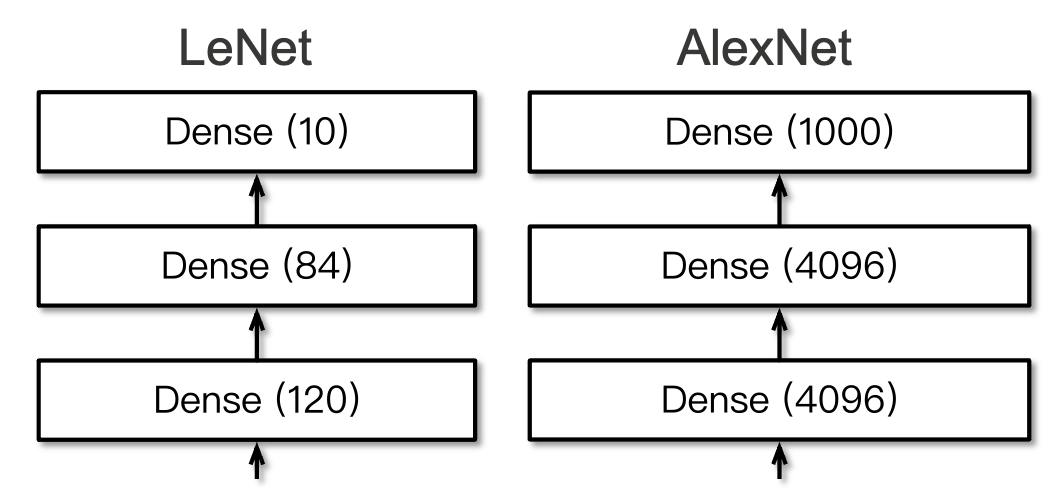 LeNet
Dense (10)
Dense (84)
Dense (120)
AlexNet
Dense (1000)
Dense (4096)
Dense (4096)